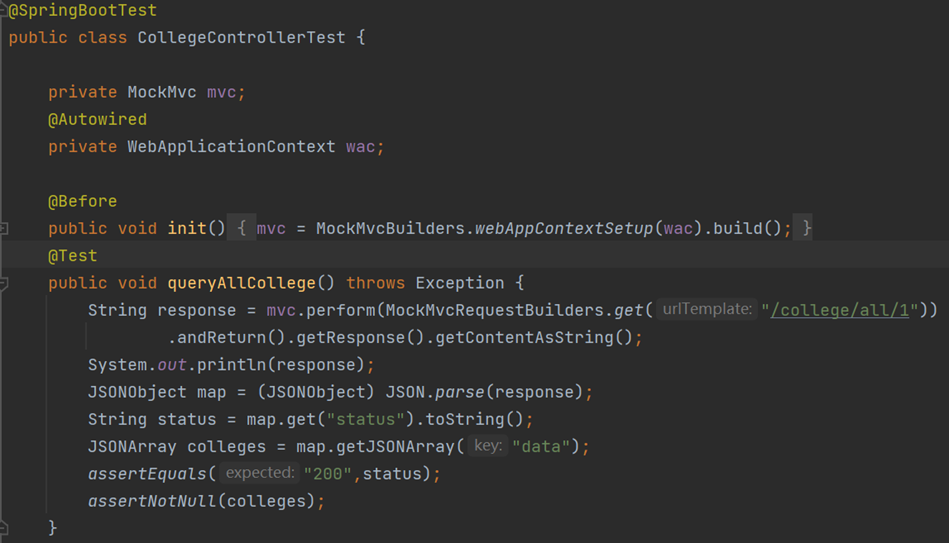 @SpringBootTest
public class CollegeControllerTest {
private MockMvc mvc;
@Autowired
private WebApplicationContext wac;
@Before
public void init() { mvc = MockMvcBuilders.webAppContextSetup(wac).build(); }
@Test
public void queryAllCollege() throws Exception {
String response = mvc.perform(MockMvcRequestBuilders.get( urlTemplate: "/college/all/1"))
.andReturn().getResponse().getContentAsString();
System.out.println(response);
JSONObject map = (JSONObject) JSON.parse(response);
String status = map.get("status").toString();
JSONArray colleges = map.getJSONArray( key: "data");
assertEquals( expected: "200",status);
assertNotNull(colleges);
}